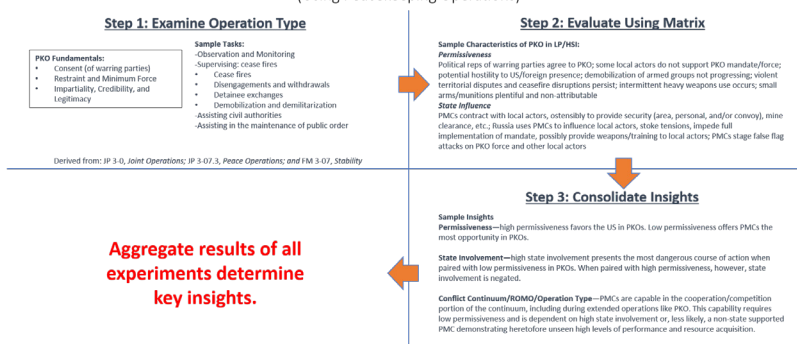 Step 1: Examine Operation Type
PKO Fundamentals:
• Consent (of warring parties)
• Restraint and Minimum Force
• Impartiality, Credibility, and
Legitimacy
Sample Tasks:
-Observation and Monitoring
-Supervising: cease fires
• Cease fires
• Disengagements and withdrawals
• Detainee exchanges
• Demobilization and demilitarization
-Assisting civil authorities
-Assisting in the maintenance of public order
Derived from: JP 3-0, Joint Operations; JP 3-07.3, Peace Operations; and FM 3-07, Stability
Step 2: Evaluate Using Matrix
Sample Characteristics of PKO in LP/HSI:
Permissiveness
Political reps of warring parties agree to PKO; some local actors do not support PKO mandate/force;
potential hostility to US/foreign presence; demobilization of armed groups not progressing; violent
territorial disputes and ceasefire disruptions persist; intermittent heavy weapons use occurs; small
arms/munitions plentiful and non-attributable
State Influence
PMCs contract with local actors, ostensibly to provide security (area, personal, and/or convoy), mine
clearance, etc.; Russia uses PMCs to influence local actors, stoke tensions, impede full
implementation of mandate, possibly provide weapons/training to local actors; PMCs stage false flag
attacks on PKO force and other local actors
Step 3: Consolidate Insights
Sample Insights
Permissiveness—high permissiveness favors the US in PKOs. Low permissiveness offers PMCs the
most opportunity in PKOs.
State Involvement—high state involvement presents the most dangerous course of action when
paired with low permissiveness in PKOs. When paired with high permissiveness, however, state
involvement is negated.
Conflict Continuum/ROMO/Operation Type—PMCs are capable in the cooperation/competition
portion of the continuum, including during extended operations like PKO. This capability requires
low permissiveness and is dependent on high state involvement or, less likely, a non-state supported
PMC demonstrating heretofore unseen high levels of performance and resource acquisition.
Aggregate results of all
experiments determine
key insights.